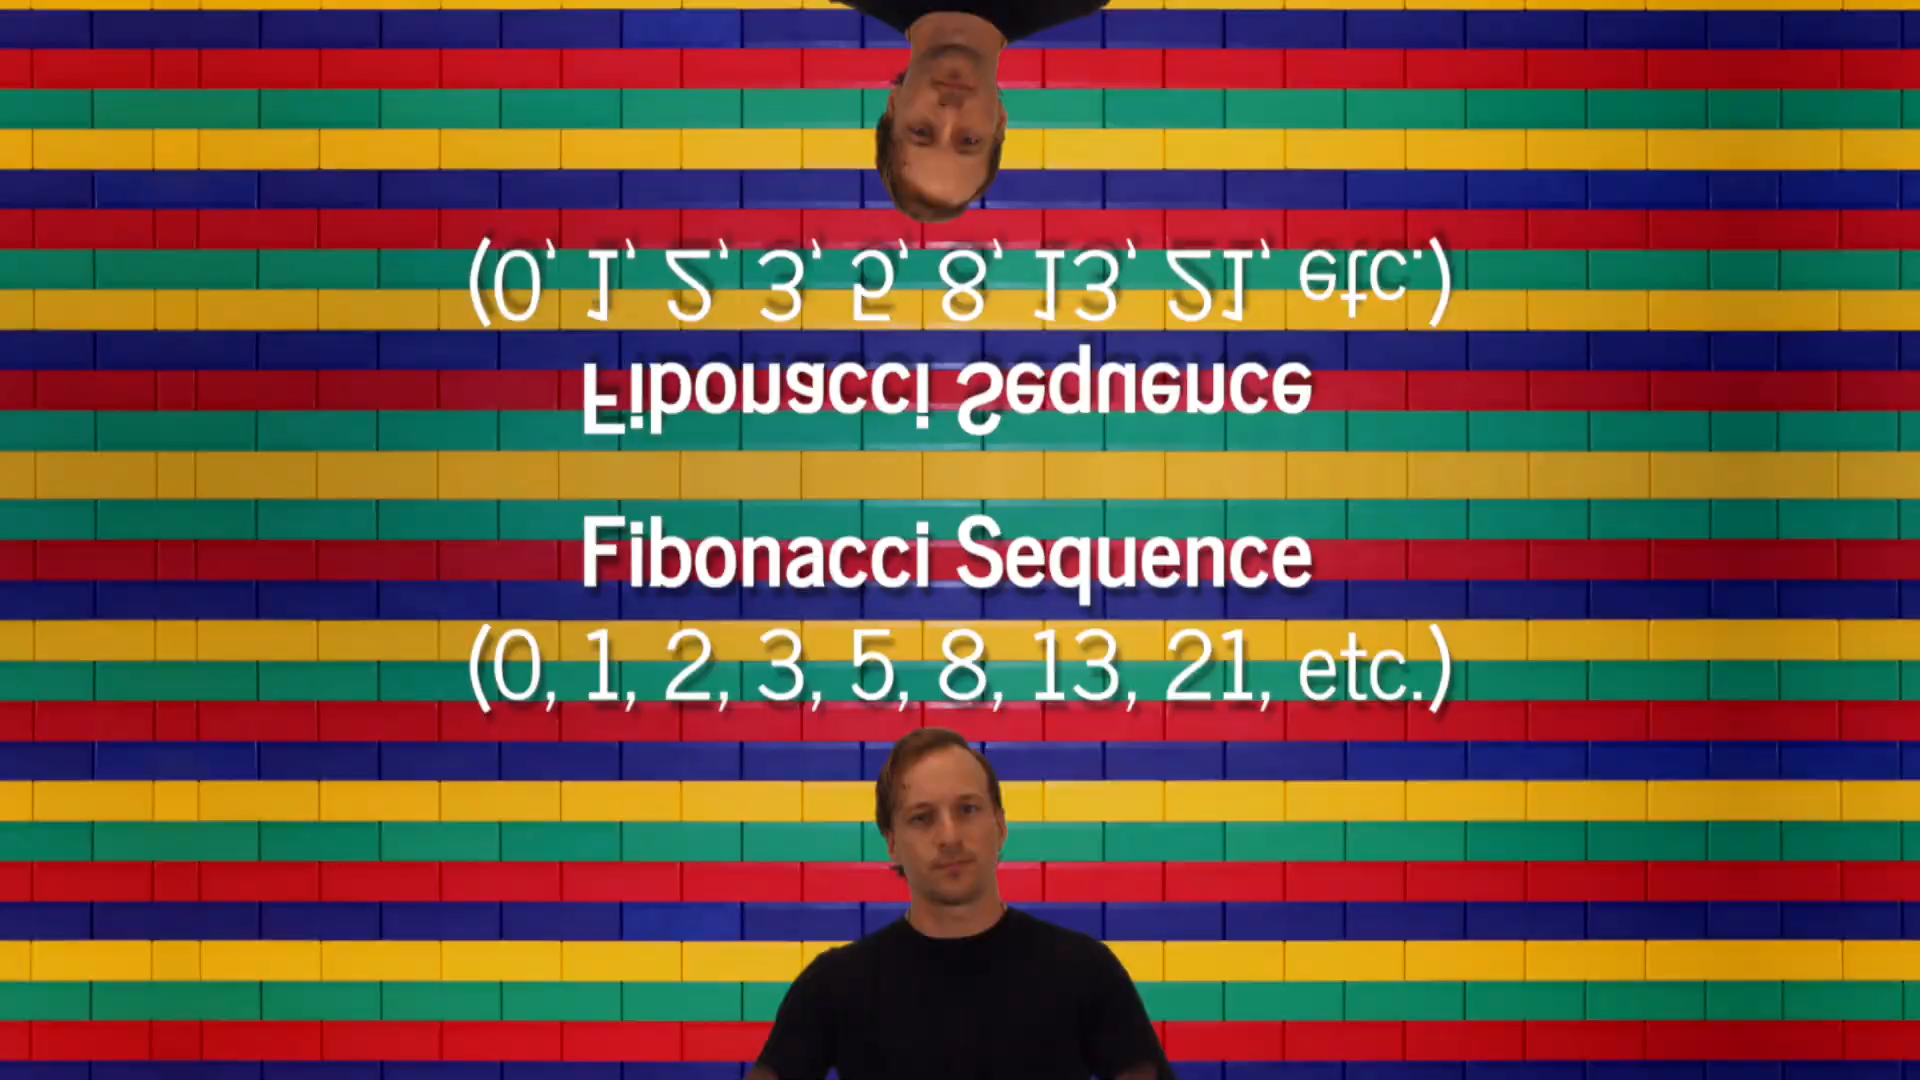 (0, 1, 2, 3, 5, 8, 13, 21, etc.)
Fibonacci Sequence
Fibonacci Sequence
(0, 1, 2, 3, 5, 8, 13, 21, etc.)